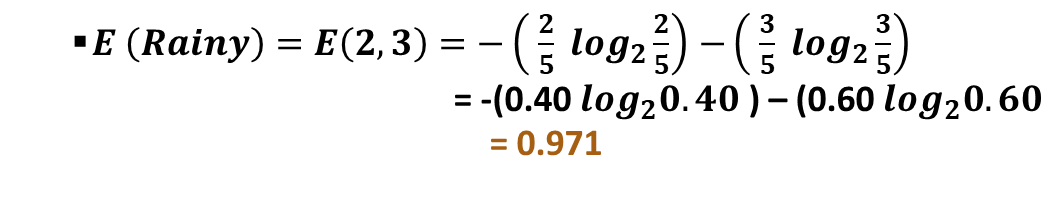 ▪ E (Rainy) = E(2, 3) = −(2/5 log₂ 2/5) − (3/5 log₂ 3/5)
= -(0.40 log₂0.40 ) − (0.60 log₂0.60
= 0.971